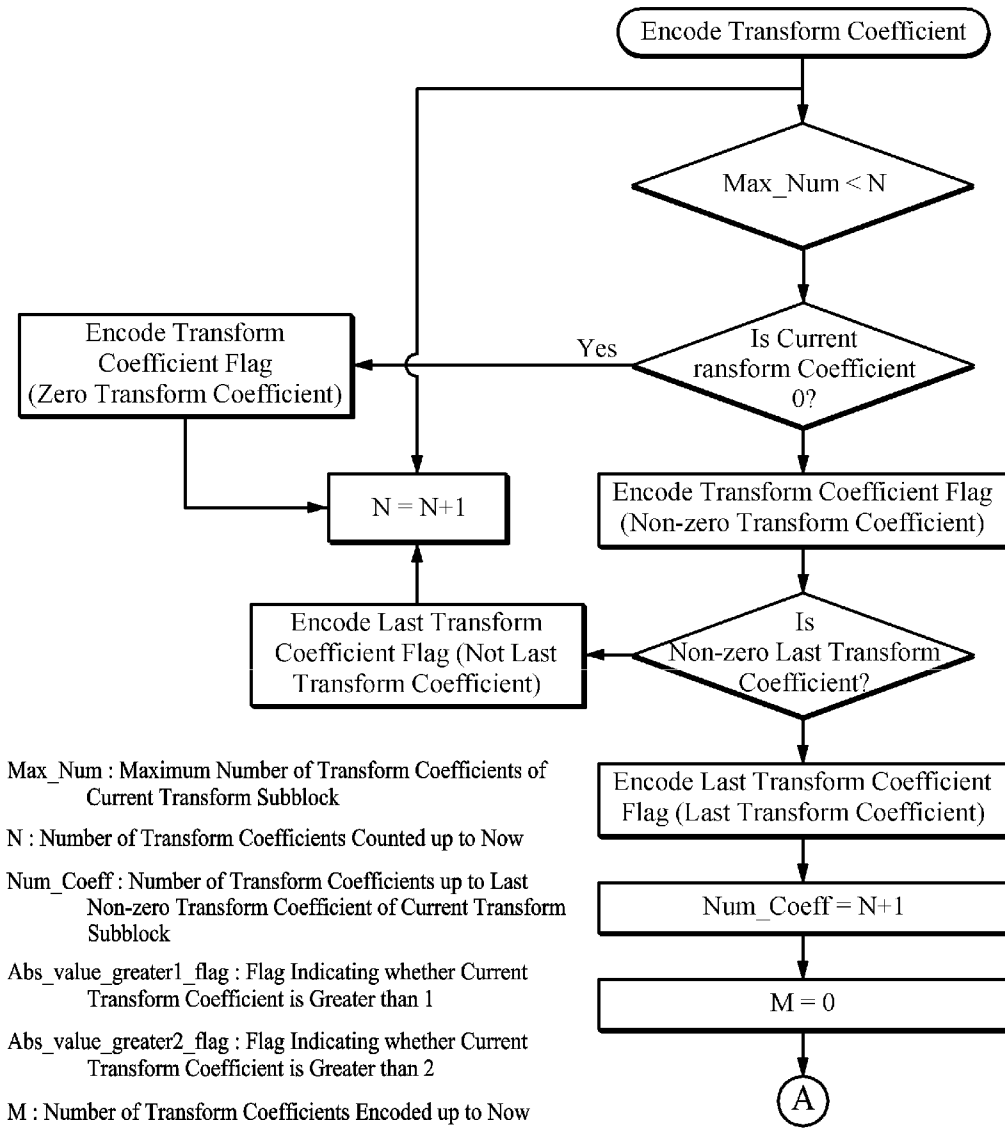 Encode Transform Coefficient
Max_Num < N
Is Current
ransform Coefficient
0?
Yes
Encode Transform
Coefficient Flag
(Zero Transform Coefficient)
N = N+1
Encode Transform Coefficient Flag
(Non-zero Transform Coefficient)
Is
Non-zero Last Transform
Coefficient?
Encode Last Transform
Coefficient Flag (Not Last
Transform Coefficient)
Encode Last Transform Coefficient
Flag (Last Transform Coefficient)
Num_Coeff = N+1
M = 0
A
Max_Num : Maximum Number of Transform Coefficients of
Current Transform Subblock
N : Number of Transform Coefficients Counted up to Now
Num_Coeff : Number of Transform Coefficients up to Last
Non-zero Transform Coefficient of Current Transform
Subblock
Abs_value_greater1_flag : Flag Indicating whether Current
Transform Coefficient is Greater than 1
Abs_value_greater2_flag : Flag Indicating whether Current
Transform Coefficient is Greater than 2
M : Number of Transform Coefficients Encoded up to Now